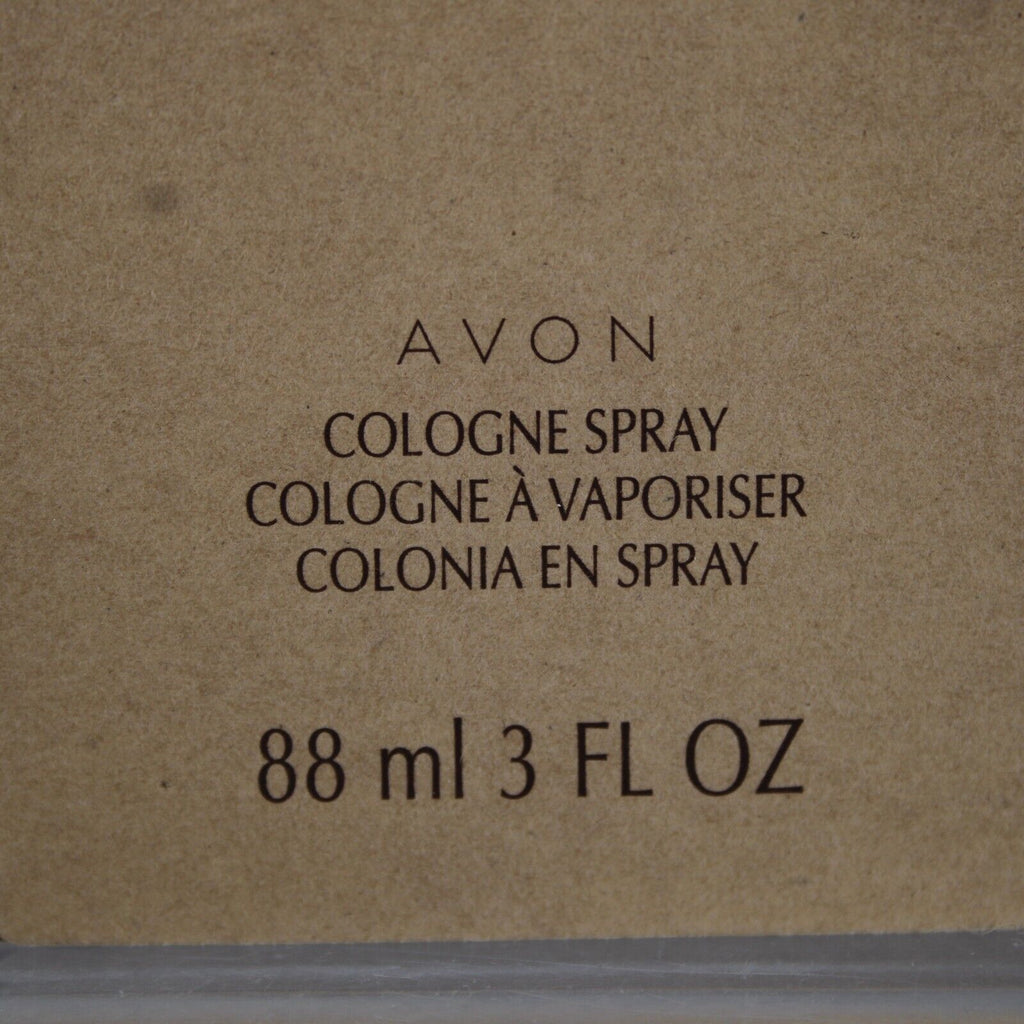 AVON
COLOGNE SPRAY
COLOGNE À VAPORISER
COLONIA EN SPRAY
88 ml 3 FL OZ